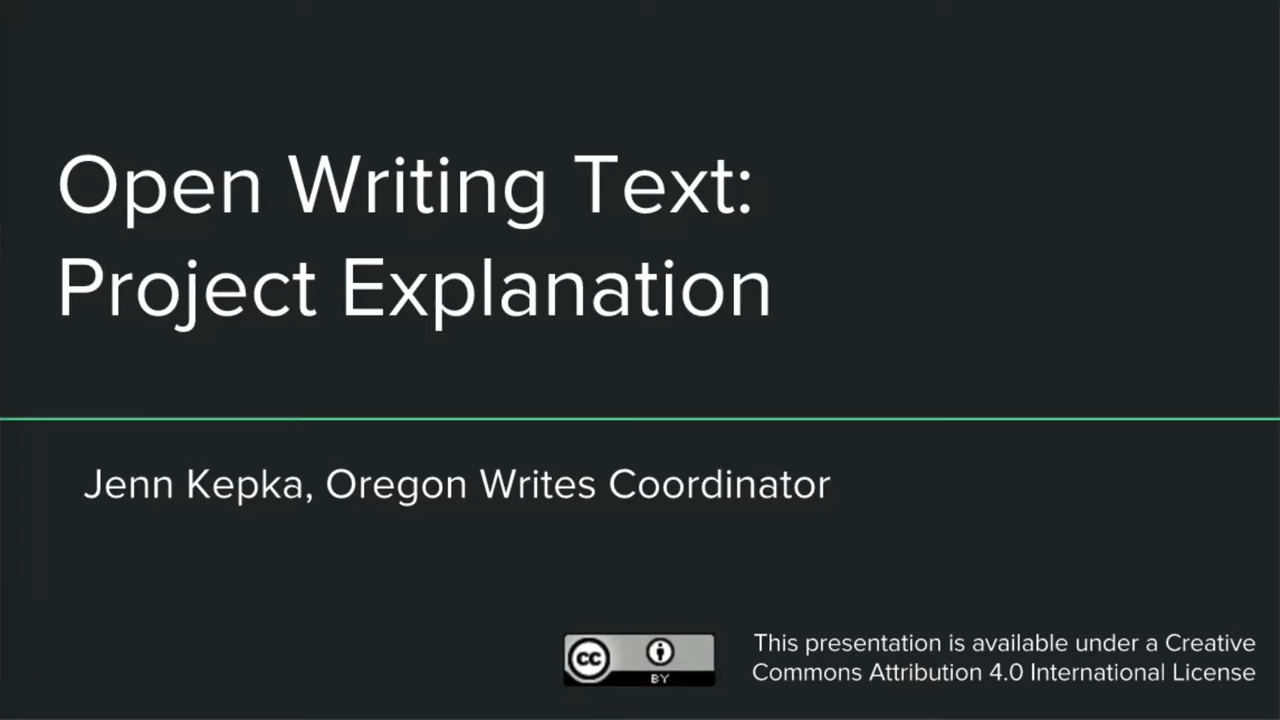 Open Writing Text:
Project Explanation
Jenn Kepka, Oregon Writes Coordinator
cc
BY
This presentation is available under a Creative
Commons Attribution 4.0 International License